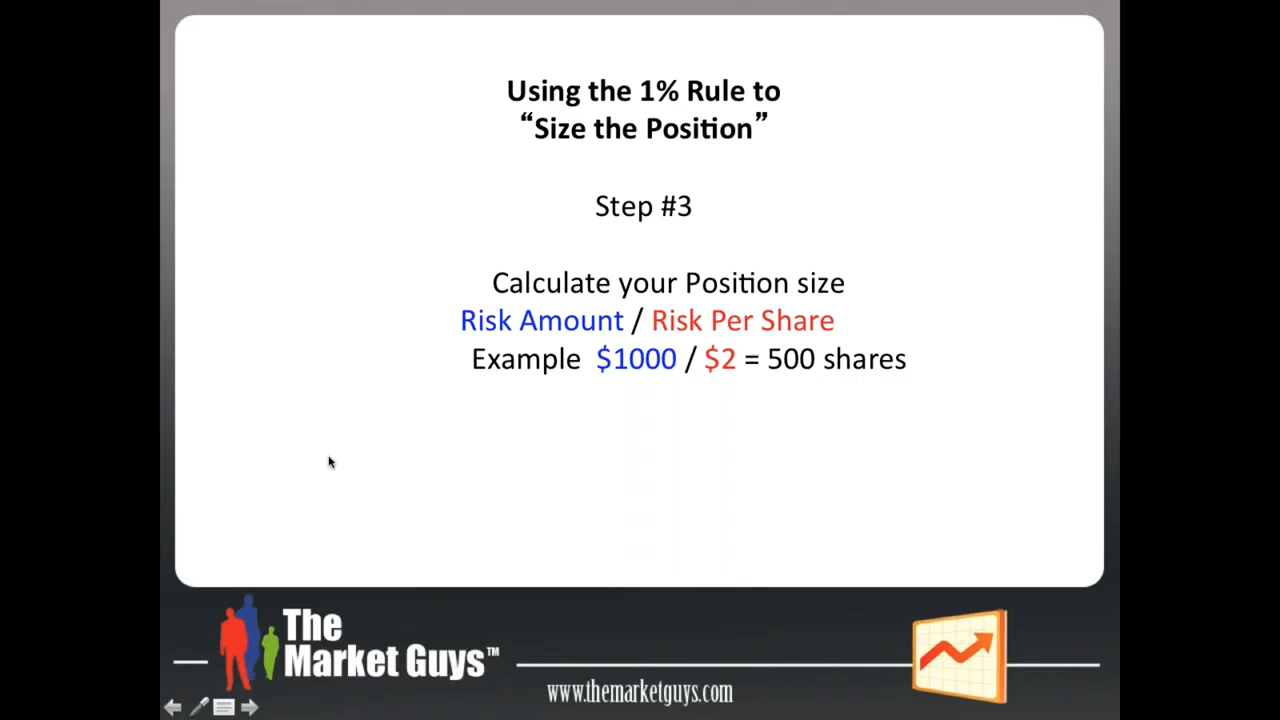 Using the 1% Rule to
“Size the Position”
Step #3
Calculate your Position size
Risk Amount / Risk Per Share
Example $1000 / $2 = 500 shares
The
Market Guys™
www.themarketguys.com